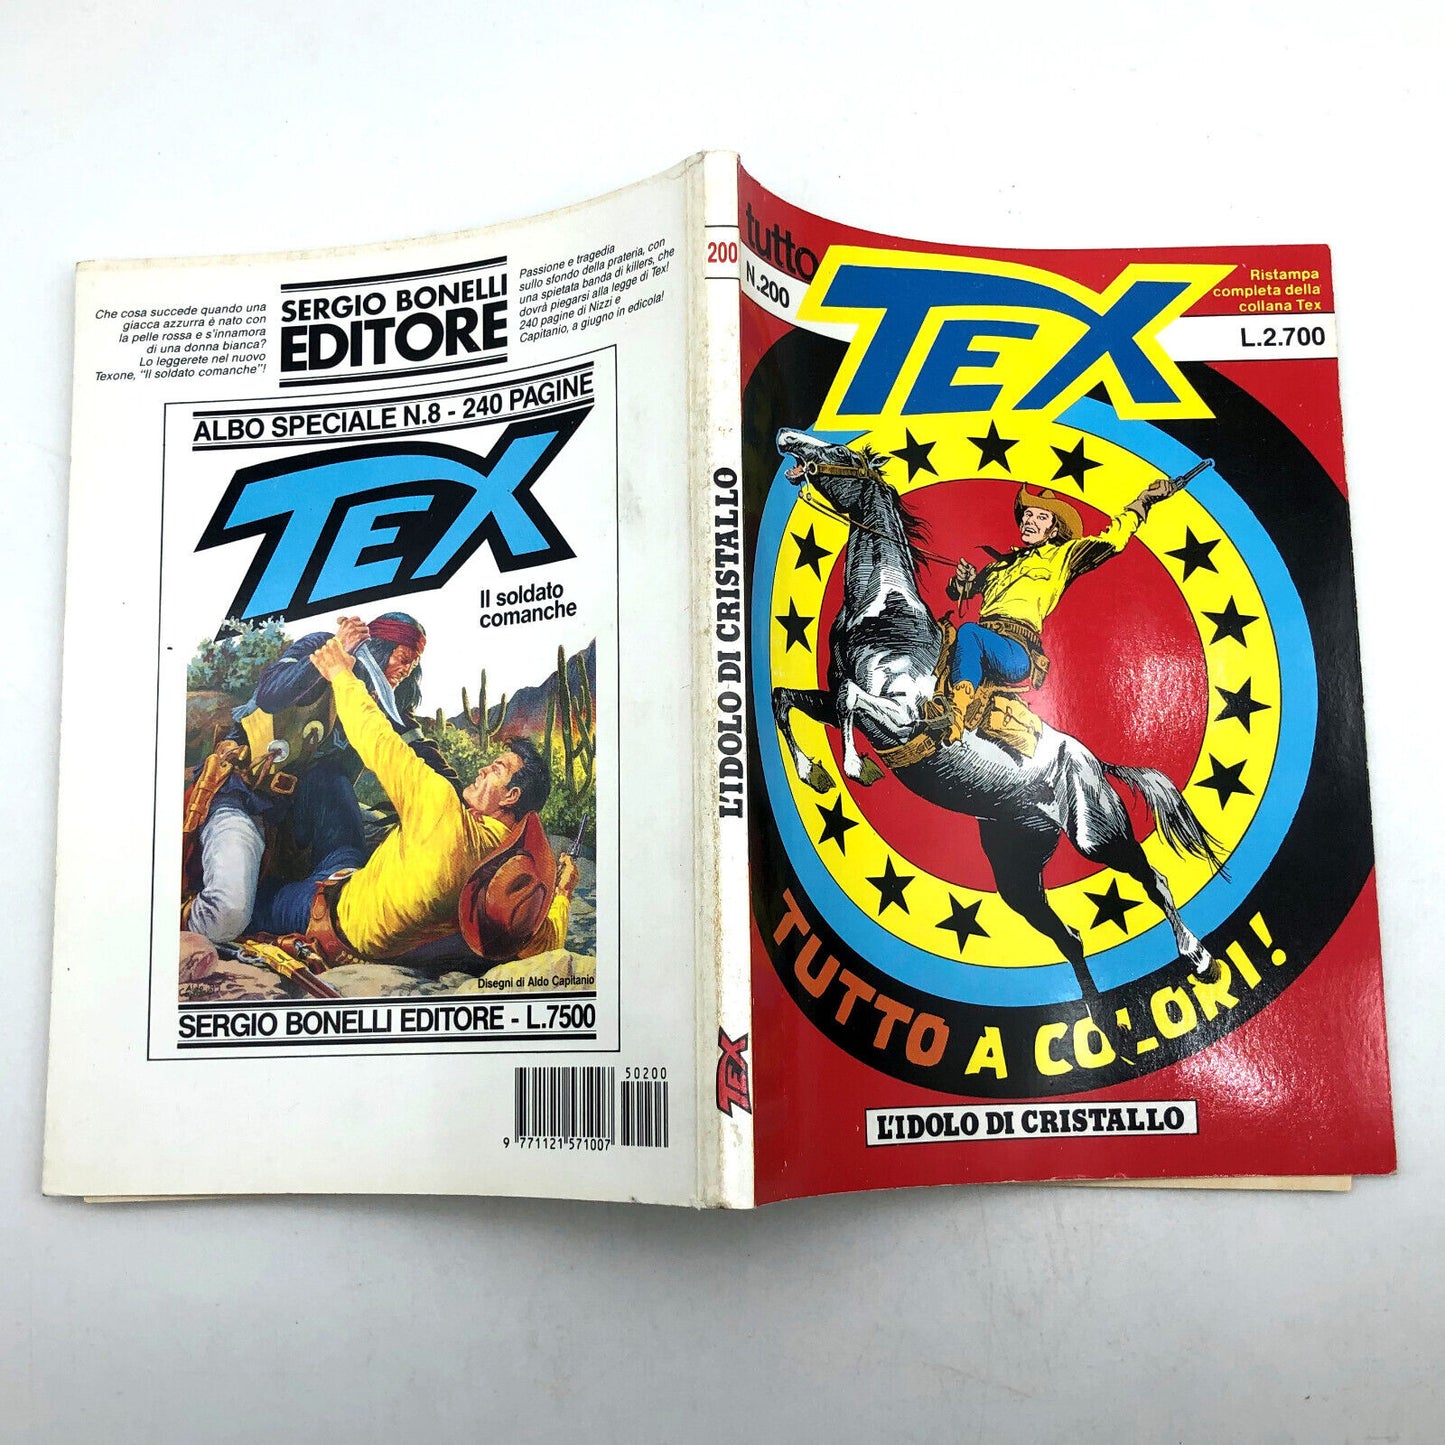 Che cosa succede quando una
giacca azzurra è nato con
la pelle rossa e s'innamora
di una donna bianca?
Lo leggerete nel nuovo
Texone, "Il soldato comanche"!
SERGIO BONELLI
EDITORE
Passione e tragedia
sullo sfondo della prateria, con
una spietata banda di killers, che
dovrà piegarsi alla legge di Tex!
240 pagine di Nizzi e
Capitanio, a giugno in edicola!
ALBO SPECIALE N.8 - 240 PAGINE
TEX
Il soldato
comanche
Disegni di Aldo Capitanio
SERGIO BONELLI EDITORE - L.7500
50200
9 771121 571007
200
L'IDOLO DI CRISTALLO
TEX
tutto
TEX
N.200
Ristampa
completa della
collana Tex
L.2.700
TUTTO A COLORI!
L'IDOLO DI CRISTALLO